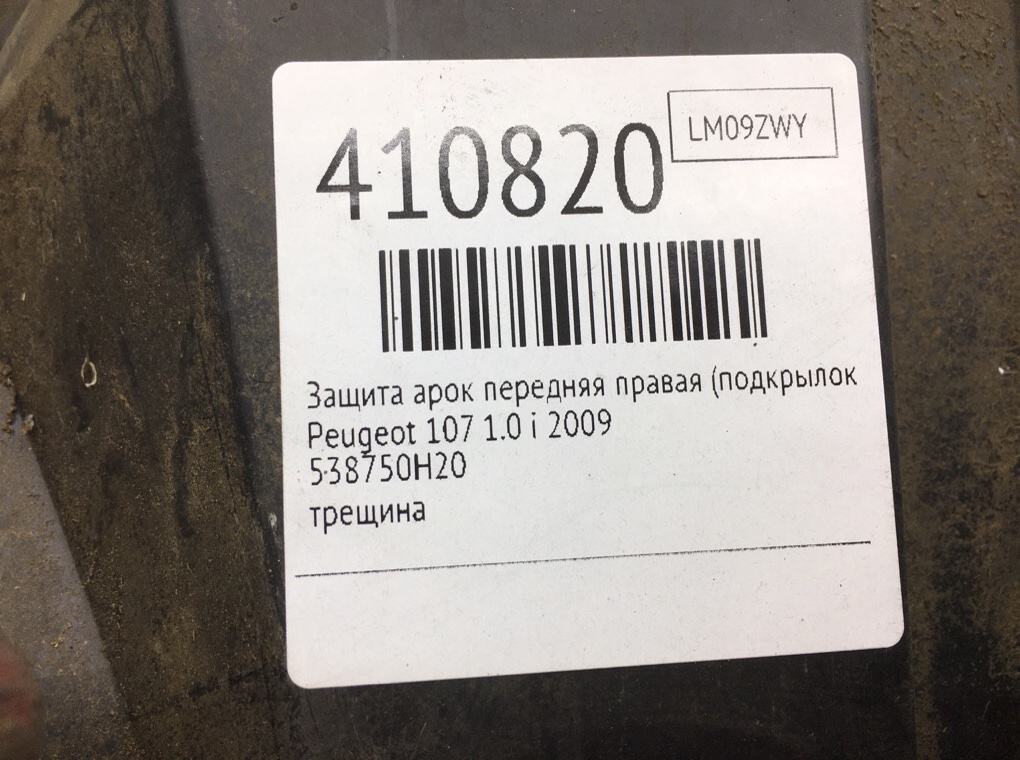 410820
LM09ZWY
Защита арок передняя правая (подкрылок
Peugeot 107 1.0 i 2009
538750H20
трещина